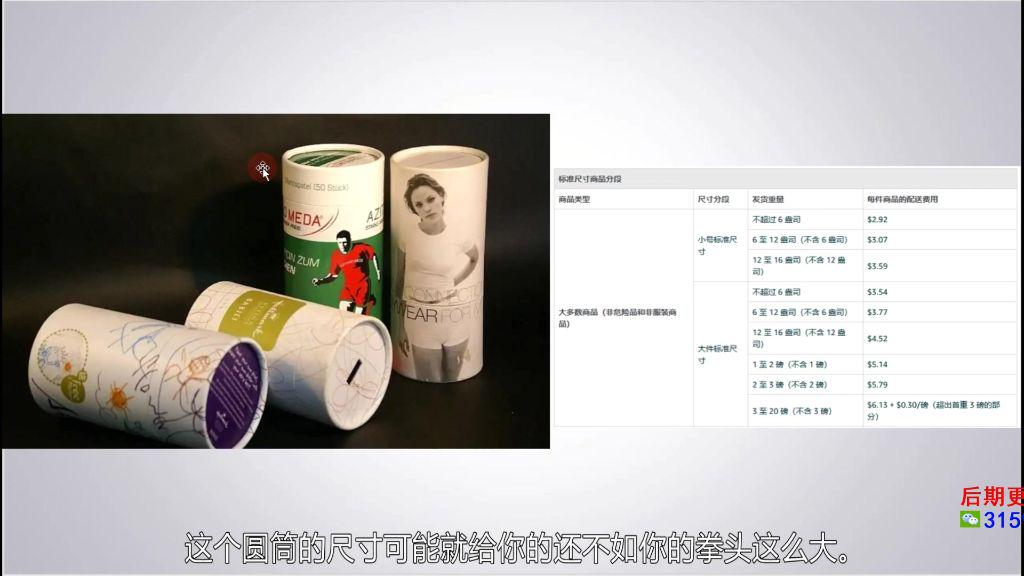 (50 Stück)
MEDA
AZ
ZUM
CONNECT
WEAR FOR
BASICS
标准尺寸商品分段
商品类型 尺寸分段 发货重量 每件商品的配送费用
大多数商品（非危险品和非服装商品）
小号标准尺寸
不超过 6 盎司 $2.92
6 至 12 盎司（不含 6 盎司） $3.07
12 至 16 盎司（不含 12 盎司） $3.59
大件标准尺寸
不超过 6 盎司 $3.54
6 至 12 盎司（不含 6 盎司） $3.77
12 至 16 盎司（不含 12 盎司） $4.52
1 至 2 磅（不含 1 磅） $5.14
2 至 3 磅（不含 2 磅） $5.79
3 至 20 磅（不含 3 磅） $6.13 + $0.30/磅（超出首重 3 磅的部分）
后期更
315
这个圆筒的尺寸可能就给你的还不如你的拳头这么大。